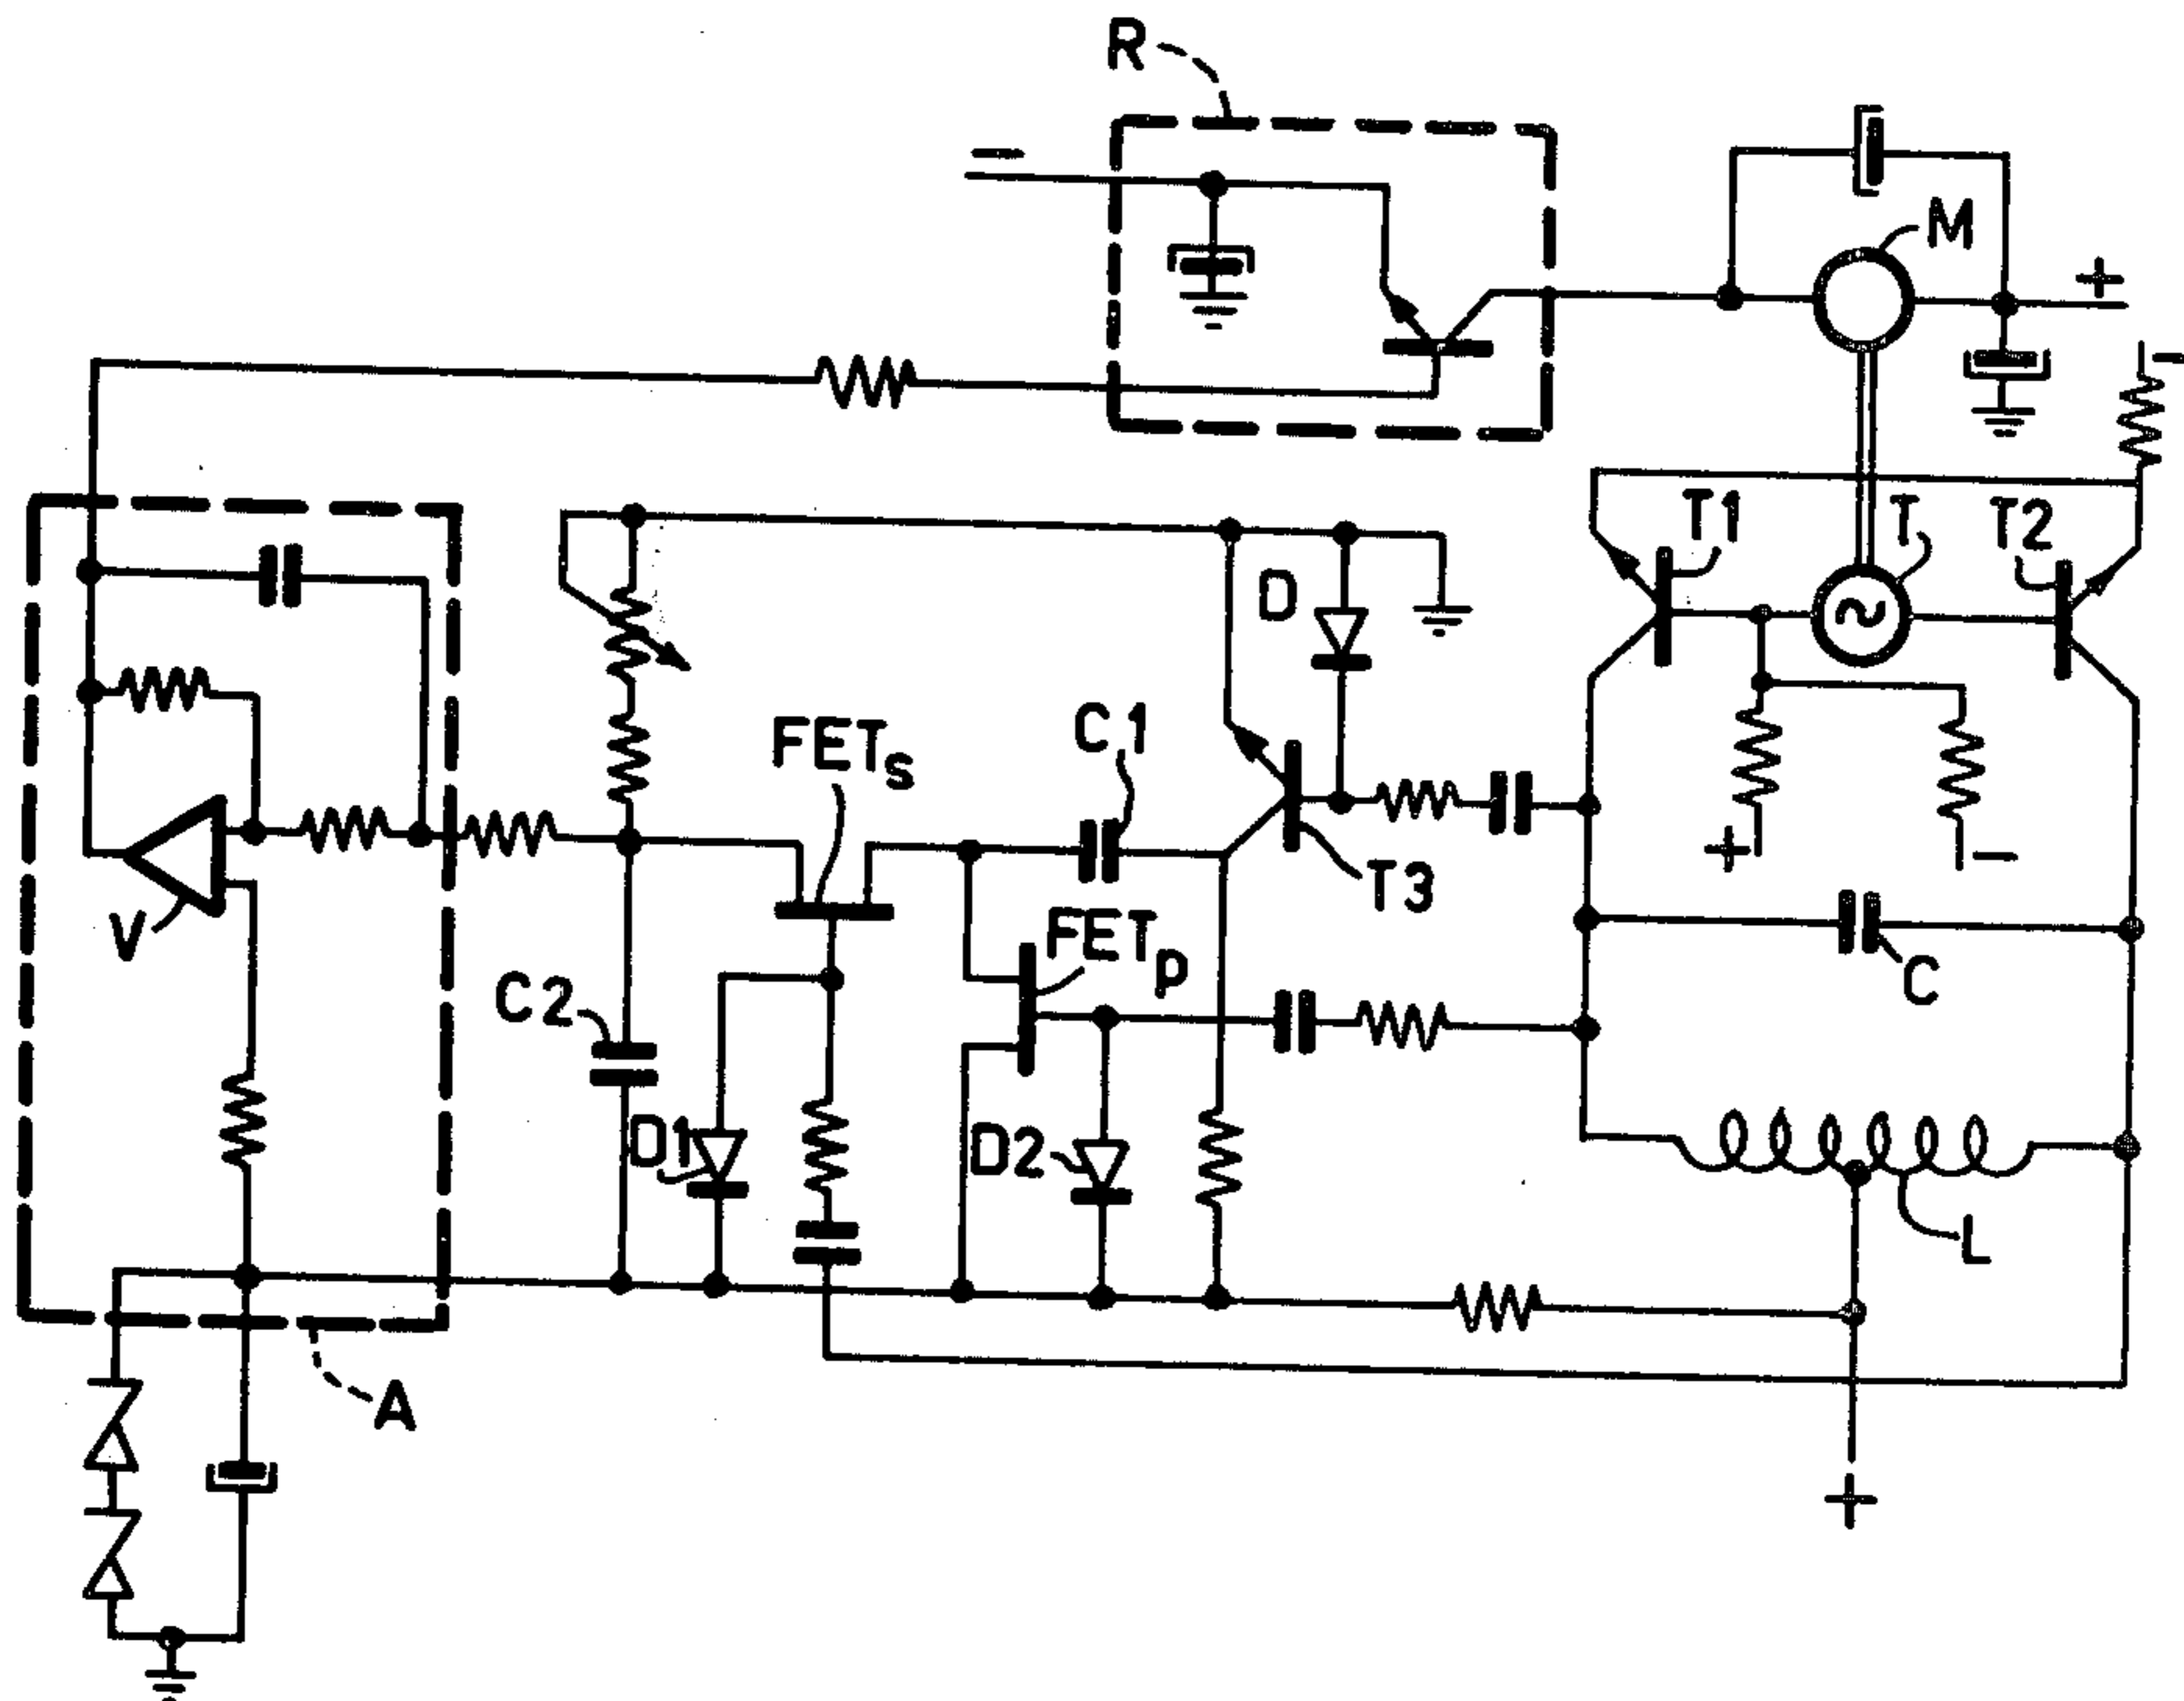 R
−
M
+
−
T1
T
T2
D
FETs
C1
+
−
T3
V
FETp
C
C2
D1
D2
L
A
+